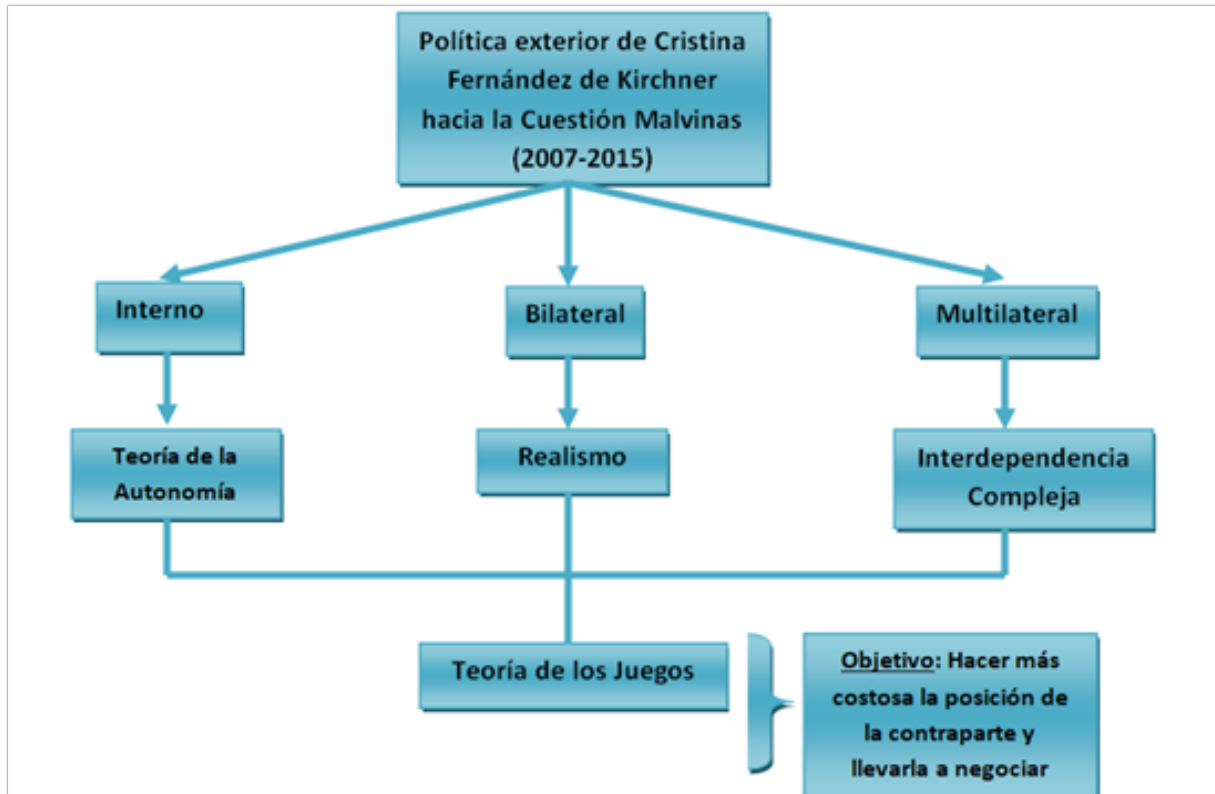 Política exterior de Cristina
Fernández de Kirchner
hacia la Cuestión Malvinas
(2007-2015)
Interno
Bilateral
Multilateral
Teoría de la
Autonomía
Realismo
Interdependencia
Compleja
Teoría de los Juegos
Objetivo: Hacer más
costosa la posición de
la contraparte y
llevarla a negociar